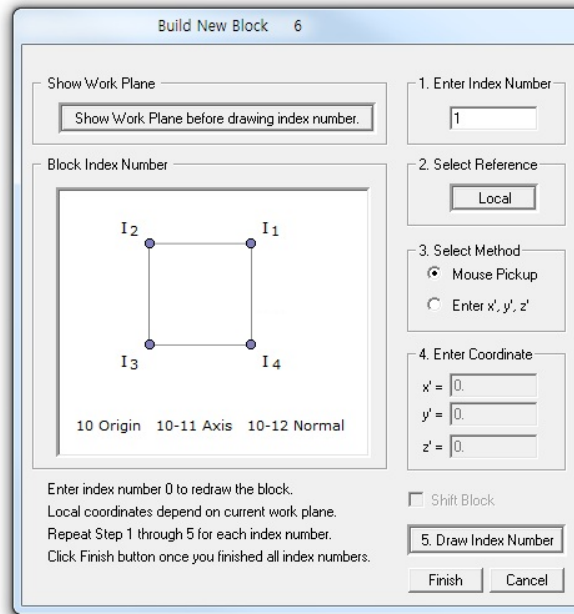 Build New Block 6
Show Work Plane
Show Work Plane before drawing index number.
Block Index Number
I2
I1
I3
I4
10 Origin 10-11 Axis 10-12 Normal
Enter index number 0 to redraw the block.
Local coordinates depend on current work plane.
Repeat Step 1 through 5 for each index number.
Click Finish button once you finished all index numbers.
1. Enter Index Number
1
2. Select Reference
Local
3. Select Method
Mouse Pickup
Enter x', y', z'
4. Enter Coordinate
x' = 0.
y' = 0.
z' = 0.
Shift Block
5. Draw Index Number
Finish Cancel